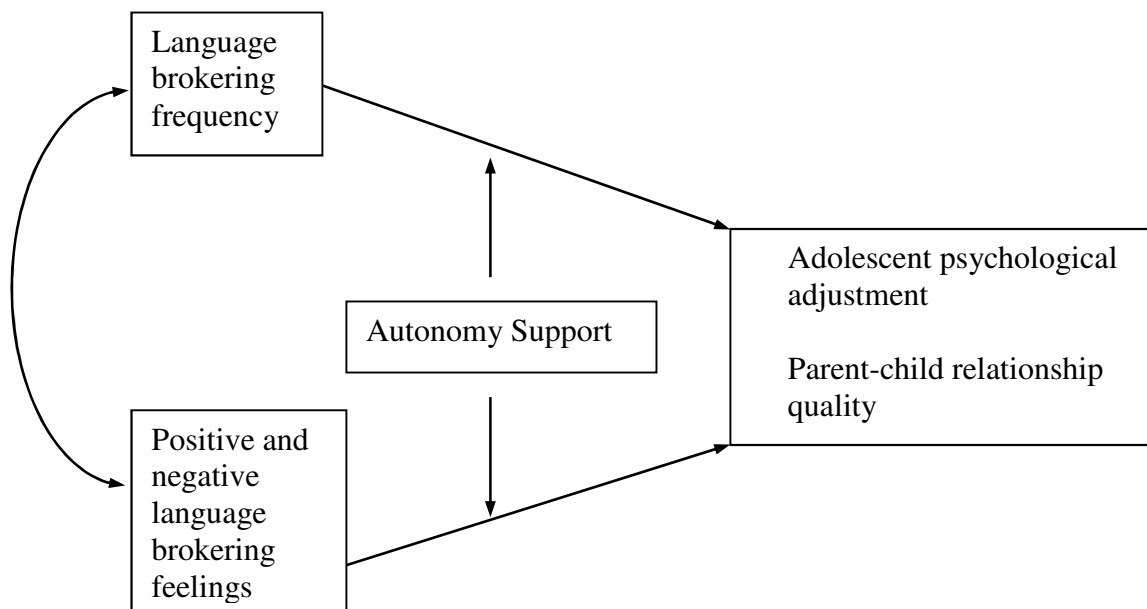 Language
brokering
frequency
Autonomy Support
Adolescent psychological
adjustment
Parent-child relationship
quality
Positive and
negative
language
brokering
feelings